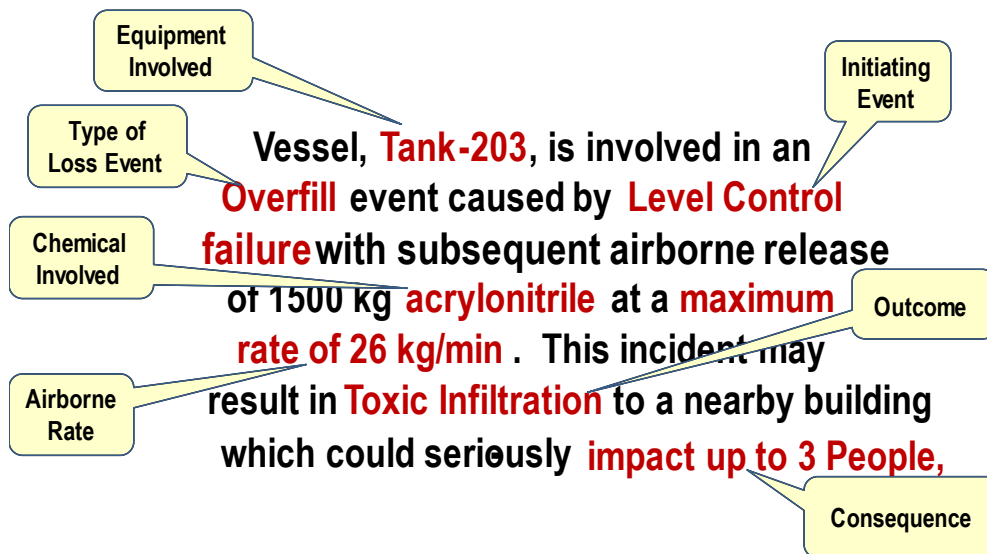 Equipment
Involved
Initiating
Event
Type of
Loss Event
Vessel, Tank-203, is involved in an
Overfill event caused by Level Control
failure with subsequent airborne release
Chemical
Involved
of 1500 kg acrylonitrile at a maximum
Outcome
rate of 26 kg/min . This incident may
Airborne
Rate
result in Toxic Infiltration to a nearby building
which could seriously impact up to 3 People,
Consequence